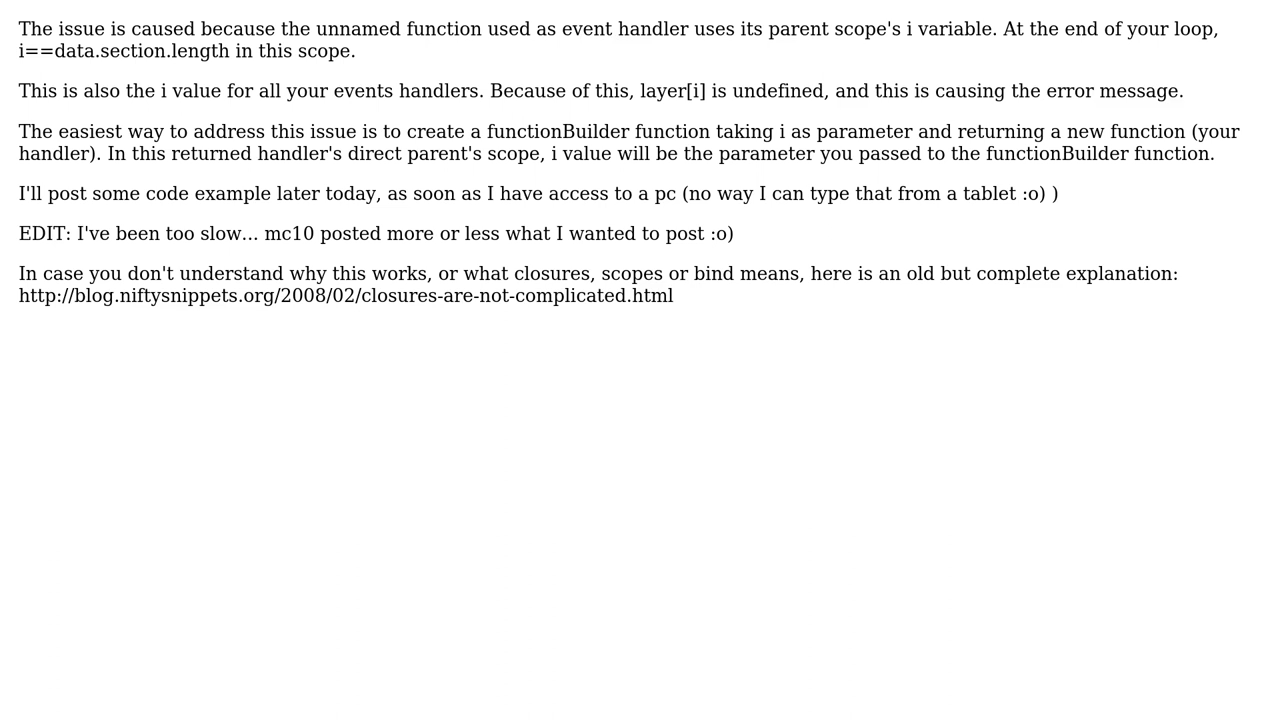 The issue is caused because the unnamed function used as event handler uses its parent scope's i variable. At the end of your loop,
i==data.section.length in this scope.
This is also the i value for all your events handlers. Because of this, layer[i] is undefined, and this is causing the error message.
The easiest way to address this issue is to create a functionBuilder function taking i as parameter and returning a new function (your
handler). In this returned handler's direct parent's scope, i value will be the parameter you passed to the functionBuilder function.
I'll post some code example later today, as soon as I have access to a pc (no way I can type that from a tablet :o) )
EDIT: I've been too slow... mc10 posted more or less what I wanted to post :o)
In case you don't understand why this works, or what closures, scopes or bind means, here is an old but complete explanation:
http://blog.niftysnippets.org/2008/02/closures-are-not-complicated.html